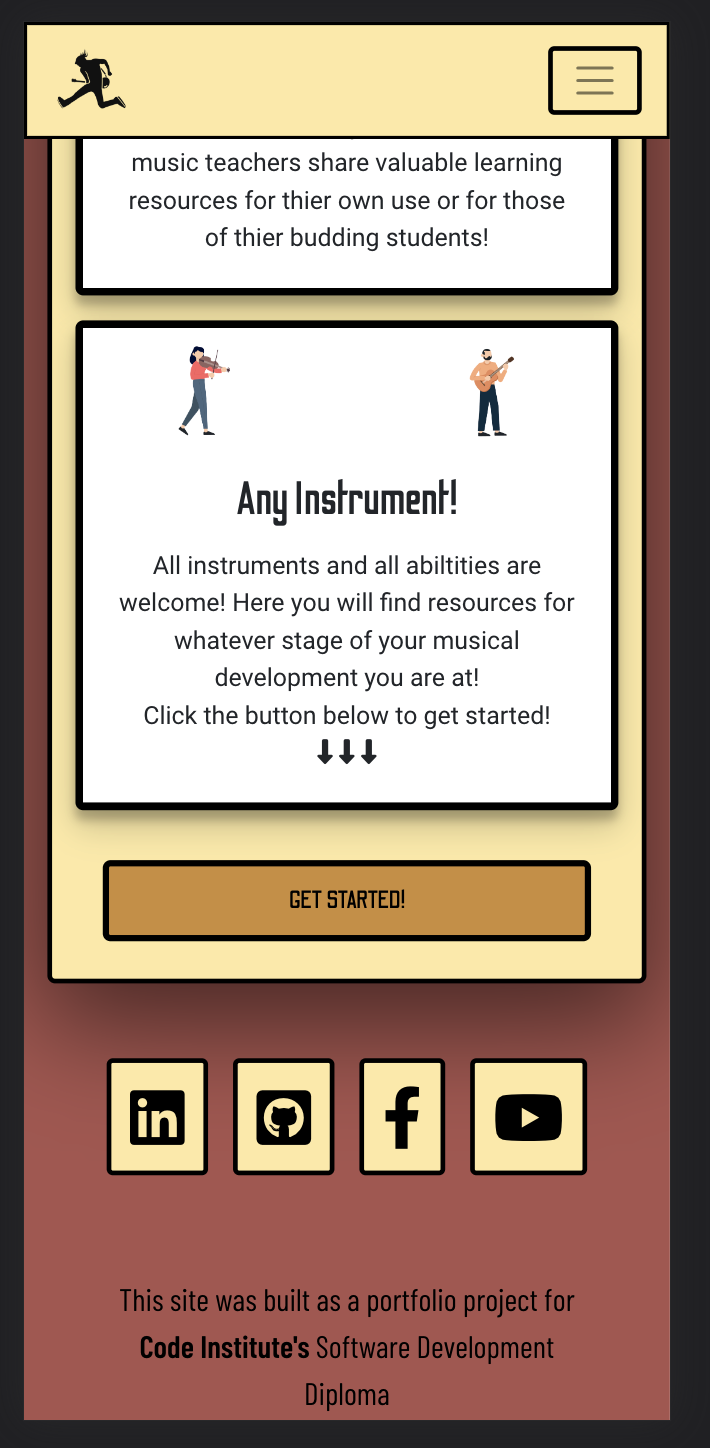 music teachers share valuable learning
resources for thier own use or for those
of thier budding students!
Any Instrument!
All instruments and all abiltities are
welcome! Here you will find resources for
whatever stage of your musical
development you are at!
Click the button below to get started!
GET STARTED!
in
f
This site was built as a portfolio project for
Code Institute's Software Development
Diploma